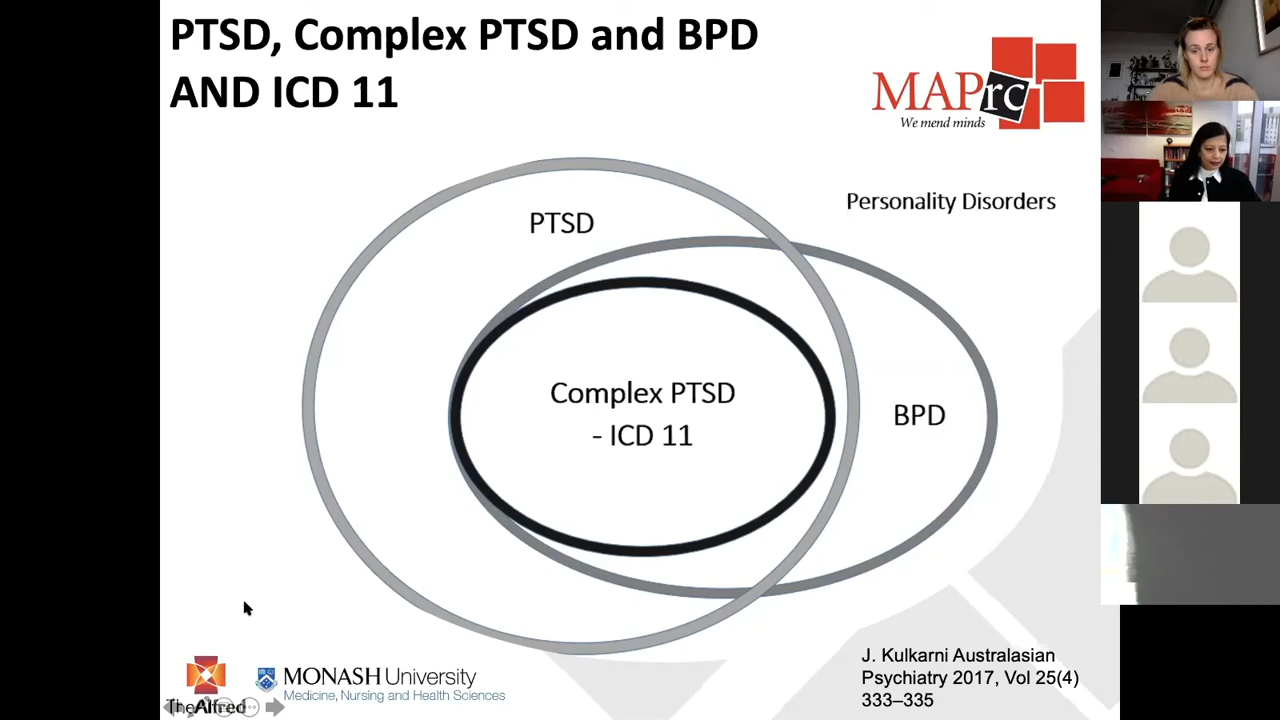 PTSD, Complex PTSD and BPD
AND ICD 11
MAPrc
We mend minds
Personality Disorders
PTSD
Complex PTSD
- ICD 11
BPD
J. Kulkarni Australasian
Psychiatry 2017, Vol 25(4)
333–335
MONASH University
Medicine, Nursing and Health Sciences
TheAlfred